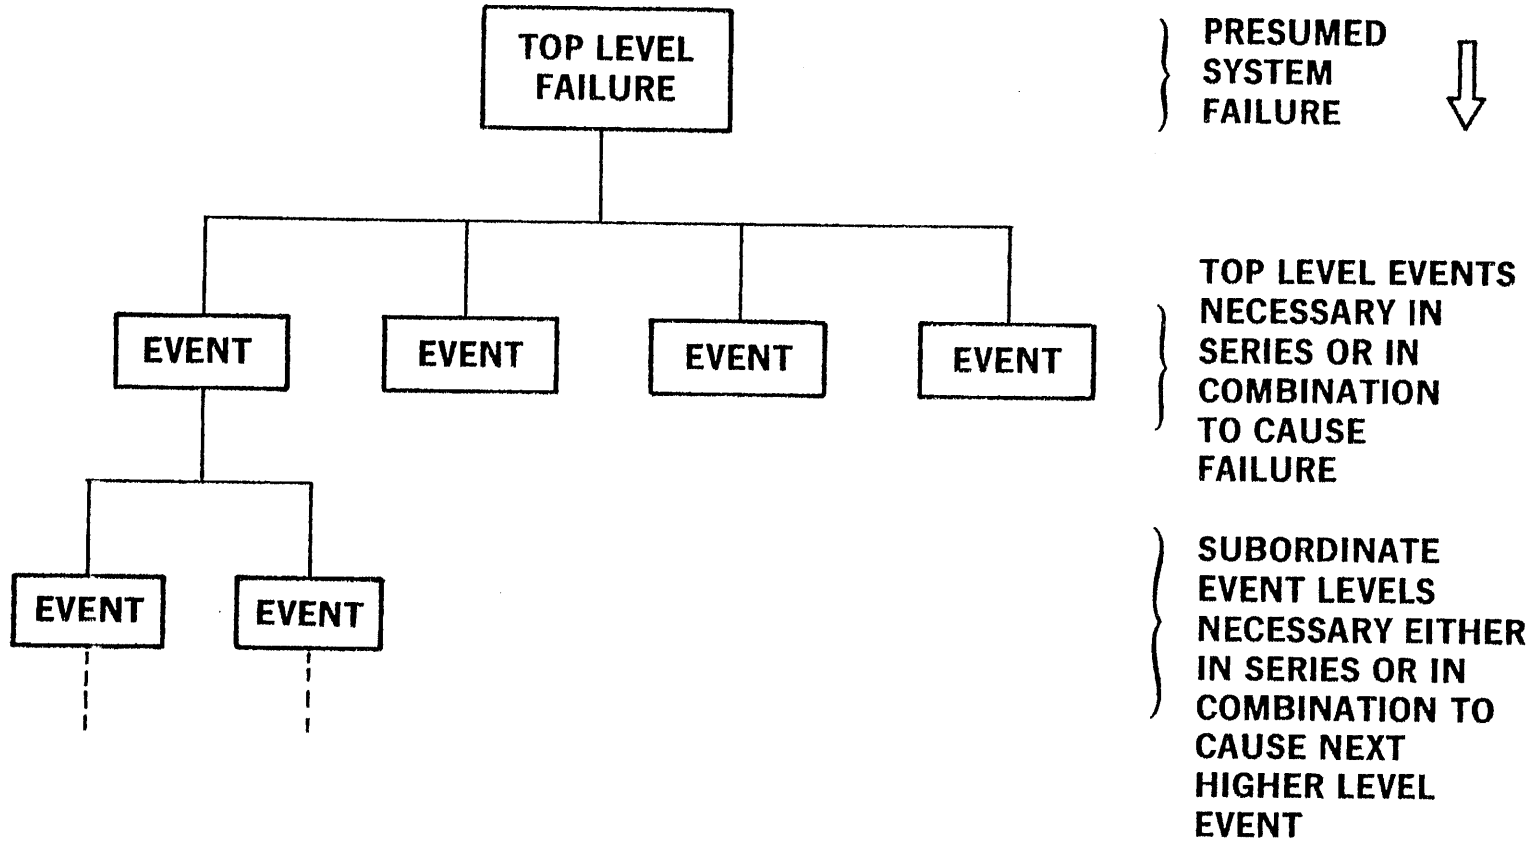 TOP LEVEL
FAILURE
PRESUMED
SYSTEM
FAILURE
EVENT
EVENT
EVENT
EVENT
TOP LEVEL EVENTS
NECESSARY IN
SERIES OR IN
COMBINATION
TO CAUSE
FAILURE
EVENT
EVENT
SUBORDINATE
EVENT LEVELS
NECESSARY EITHER
IN SERIES OR IN
COMBINATION TO
CAUSE NEXT
HIGHER LEVEL
EVENT